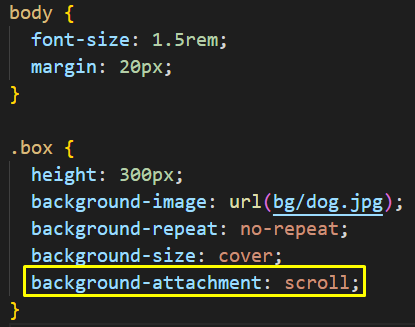 body {
  font-size: 1.5rem;
  margin: 20px;
}

.box {
  height: 300px;
  background-image: url(bg/dog.jpg);
  background-repeat: no-repeat;
  background-size: cover;
  background-attachment: scroll;
}